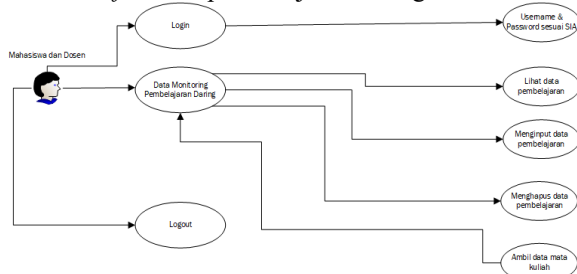 Login
Username &
Password sesuai SIA
Mahasiswa dan Dosen
Data Monitoring
Pembelajaran Daring
Lihat data
pembelajaran
Menginput data
pembelajaran
Menghapus data
pembelajaran
Logout
Ambil data mata
kuliah